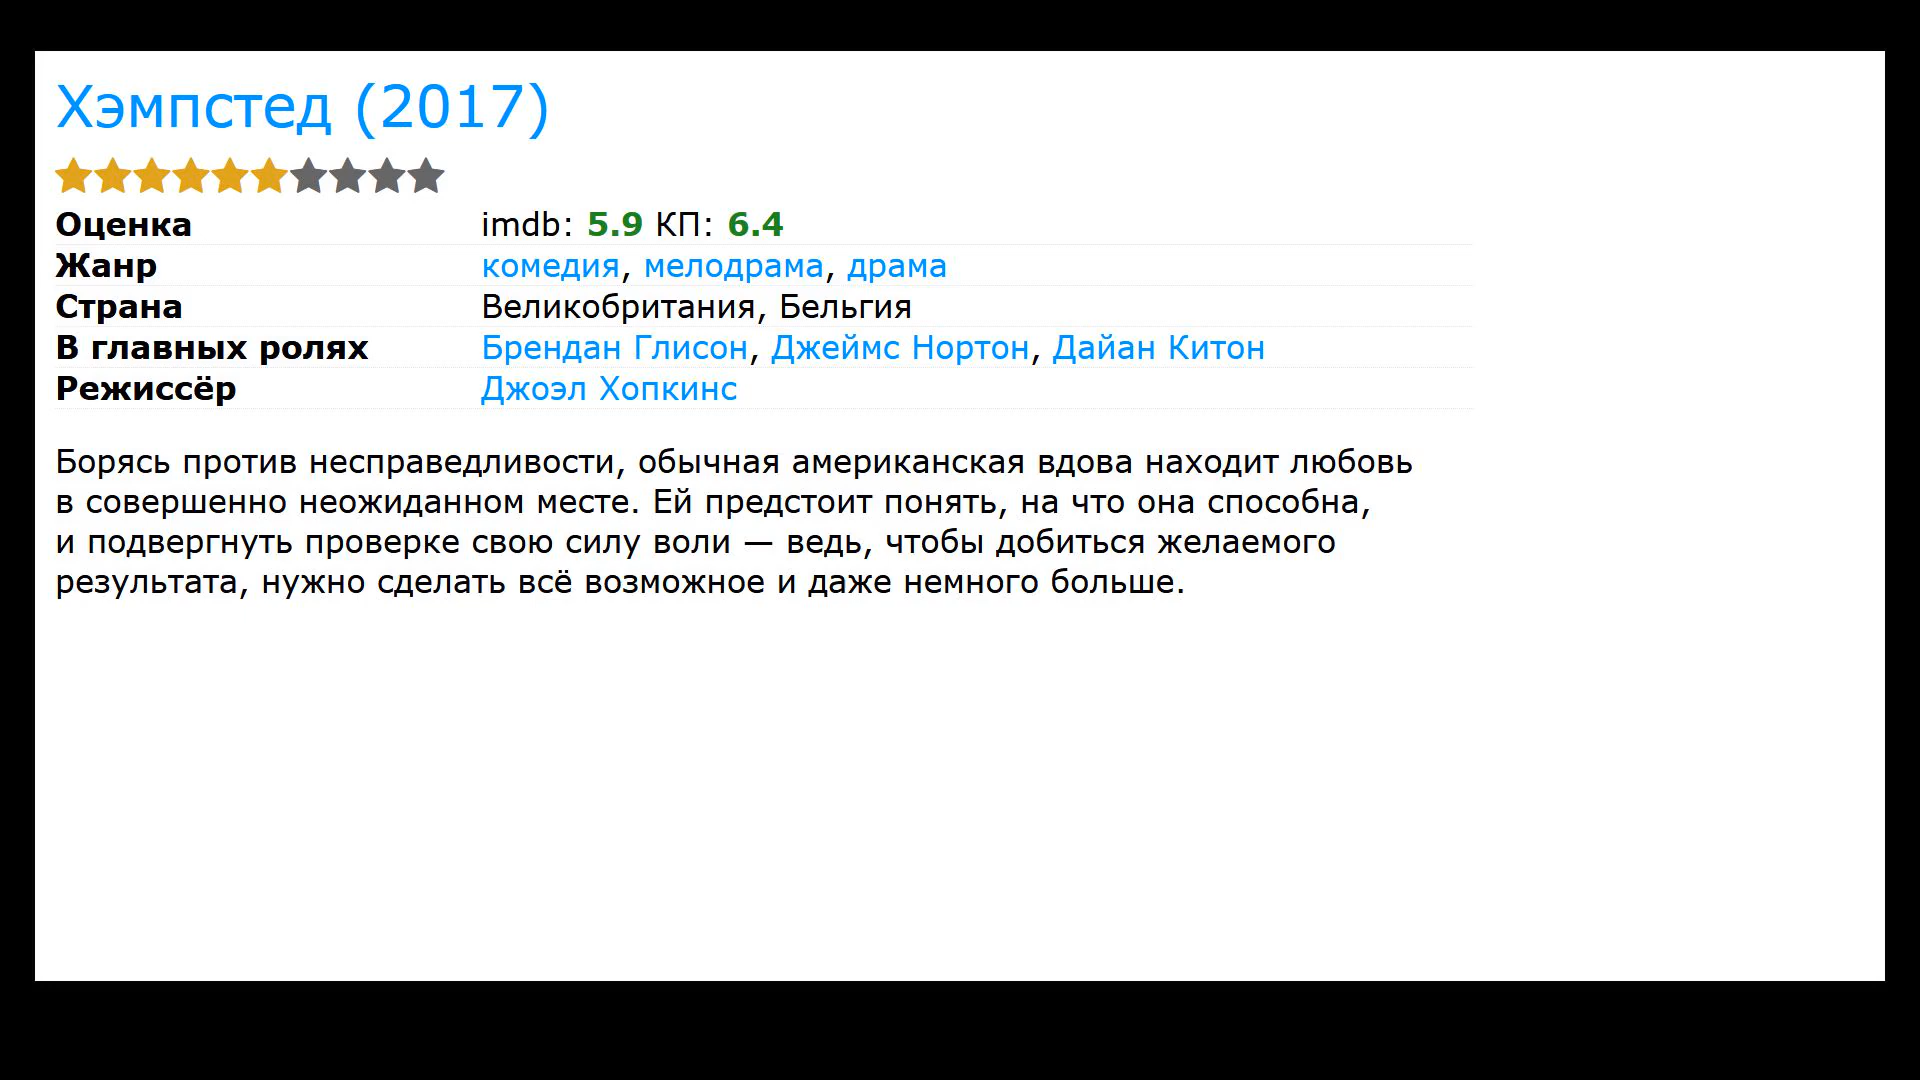 Хэмпстед (2017)
Оценка imdb: 5.9 КП: 6.4
Жанр комедия, мелодрама, драма
Страна Великобритания, Бельгия
В главных ролях Брендан Глисон, Джеймс Нортон, Дайан Китон
Режиссёр Джоэл Хопкинс
Борясь против несправедливости, обычная американская вдова находит любовь
в совершенно неожиданном месте. Ей предстоит понять, на что она способна,
и подвергнуть проверке свою силу воли — ведь, чтобы добиться желаемого
результата, нужно сделать всё возможное и даже немного больше.